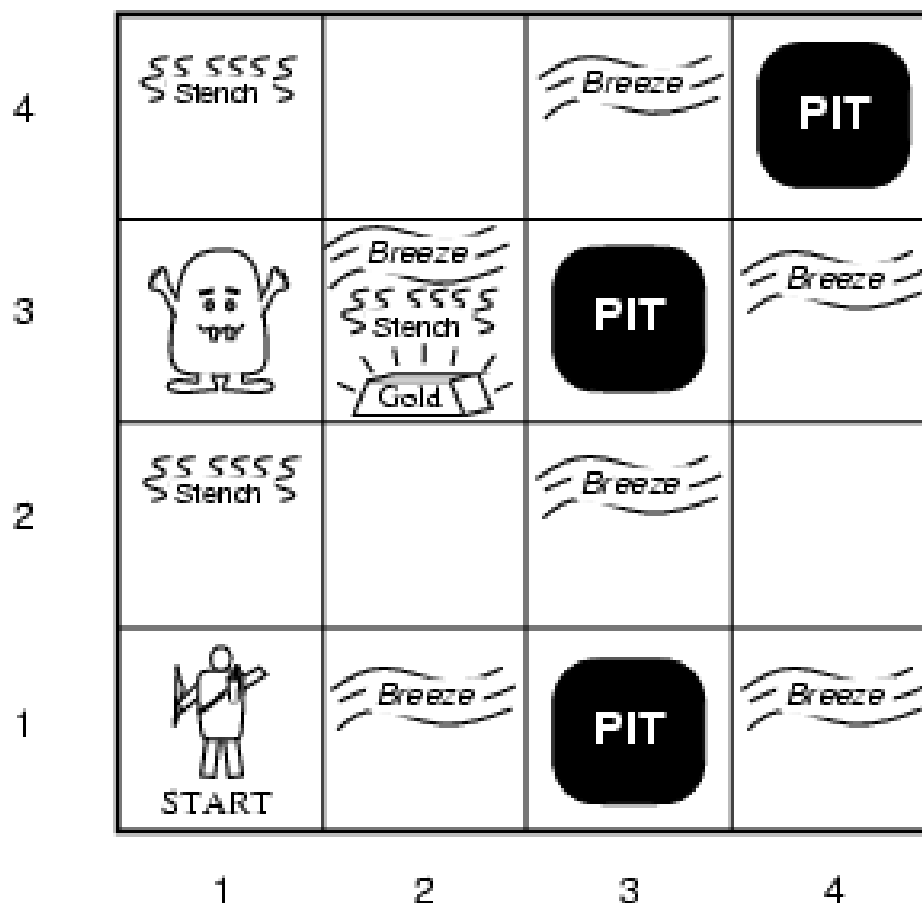 4
Stench
Breeze
PIT
3
Breeze
Stench
Gold
PIT
Breeze
2
Stench
Breeze
1
START
Breeze
PIT
Breeze
1 2 3 4